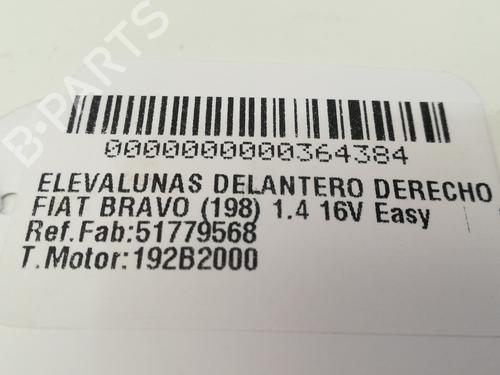 B-PARTS
0000000000364384
ELEVALUNAS DELANTERO DERECHO
FIAT BRAVO (198) 1.4 16V Easy
Ref.Fab:51779568
T.Motor:192B2000